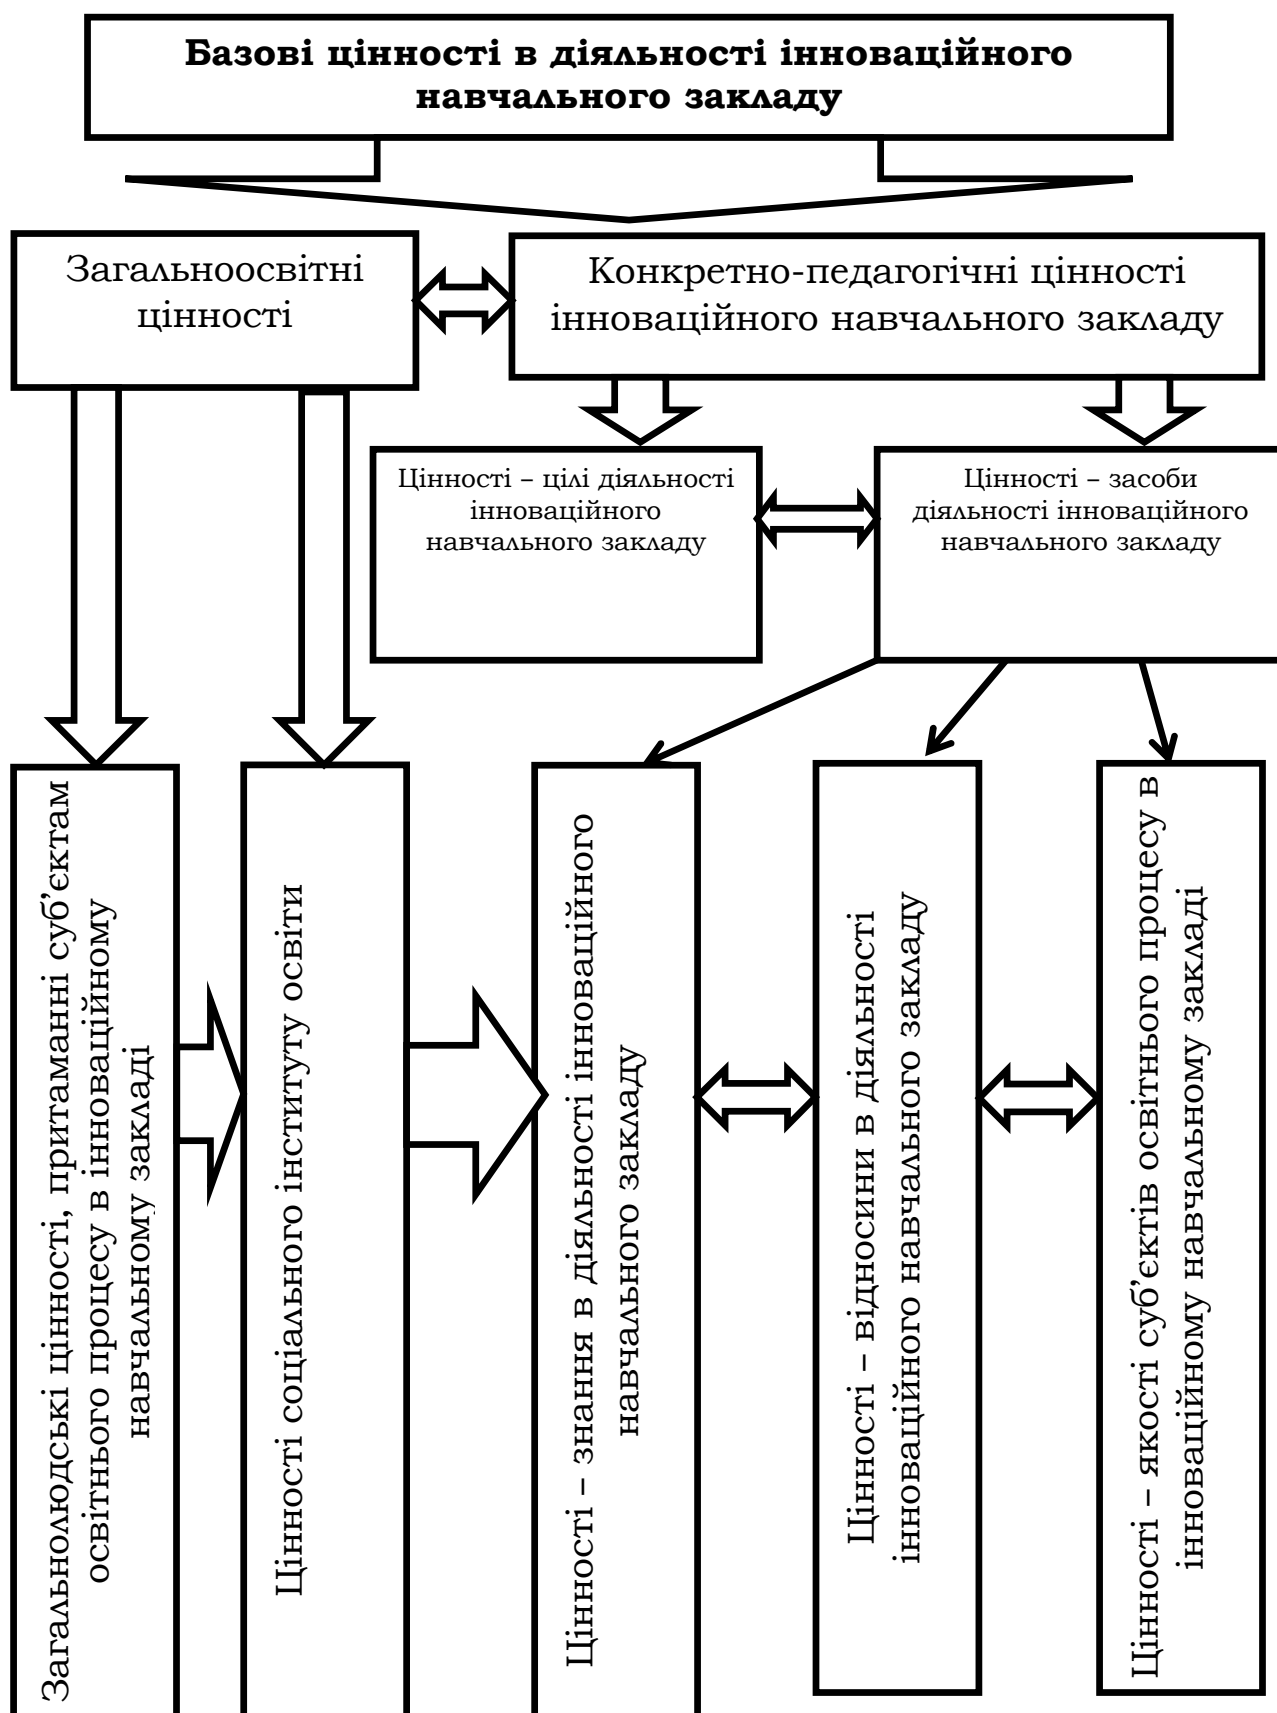 Базові цінності в діяльності інноваційного
навчального закладу
Загальноосвітні
цінності
Конкретно-педагогічні цінності
інноваційного навчального закладу
Цінності – цілі діяльності
інноваційного
навчального закладу
Цінності – засоби
діяльності інноваційного
навчального закладу
Загальнолюдські цінності, притаманні суб’єктам
освітнього процесу в інноваційному
навчальному закладі
Цінності соціального інституту освіти
Цінності – знання в діяльності інноваційного
навчального закладу
Цінності – відносини в діяльності
інноваційного навчального закладу
Цінності – якості суб’єктів освітнього процесу в
інноваційному навчальному закладі